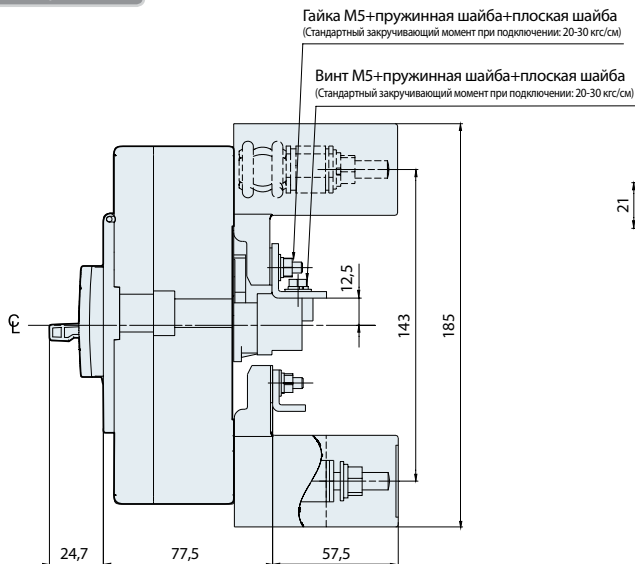 Гайка М5+пружинная шайба+плоская шайба
(Стандартный закручивающий момент при подключении: 20-30 кгс/см)
Винт М5+пружинная шайба+плоская шайба
(Стандартный закручивающий момент при подключении: 20-30 кгс/см)
21
12,5
143
185
℄
24,7
77,5
57,5